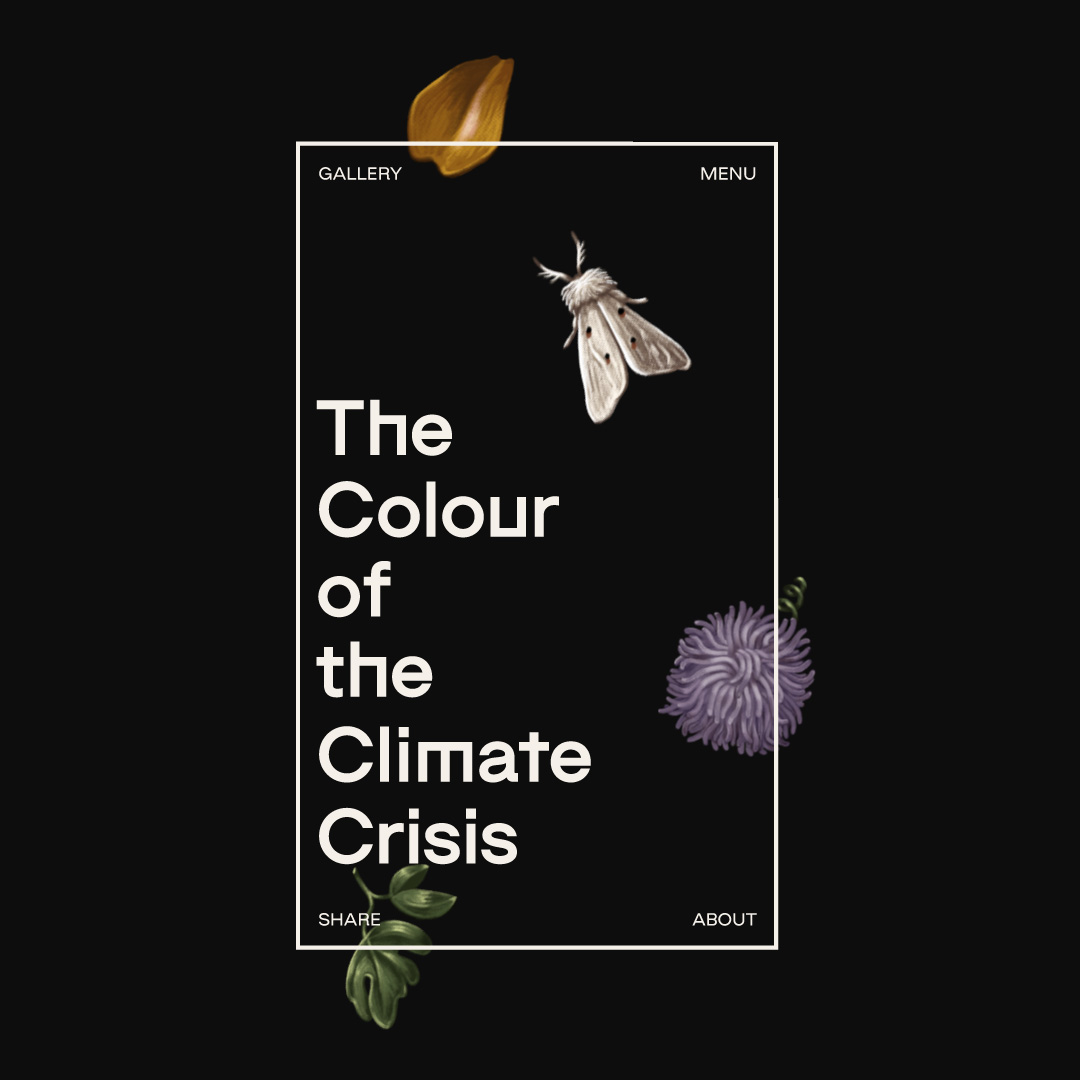 GALLERY
MENU
The
Colour
of
the
Climate
Crisis
SHARE
ABOUT